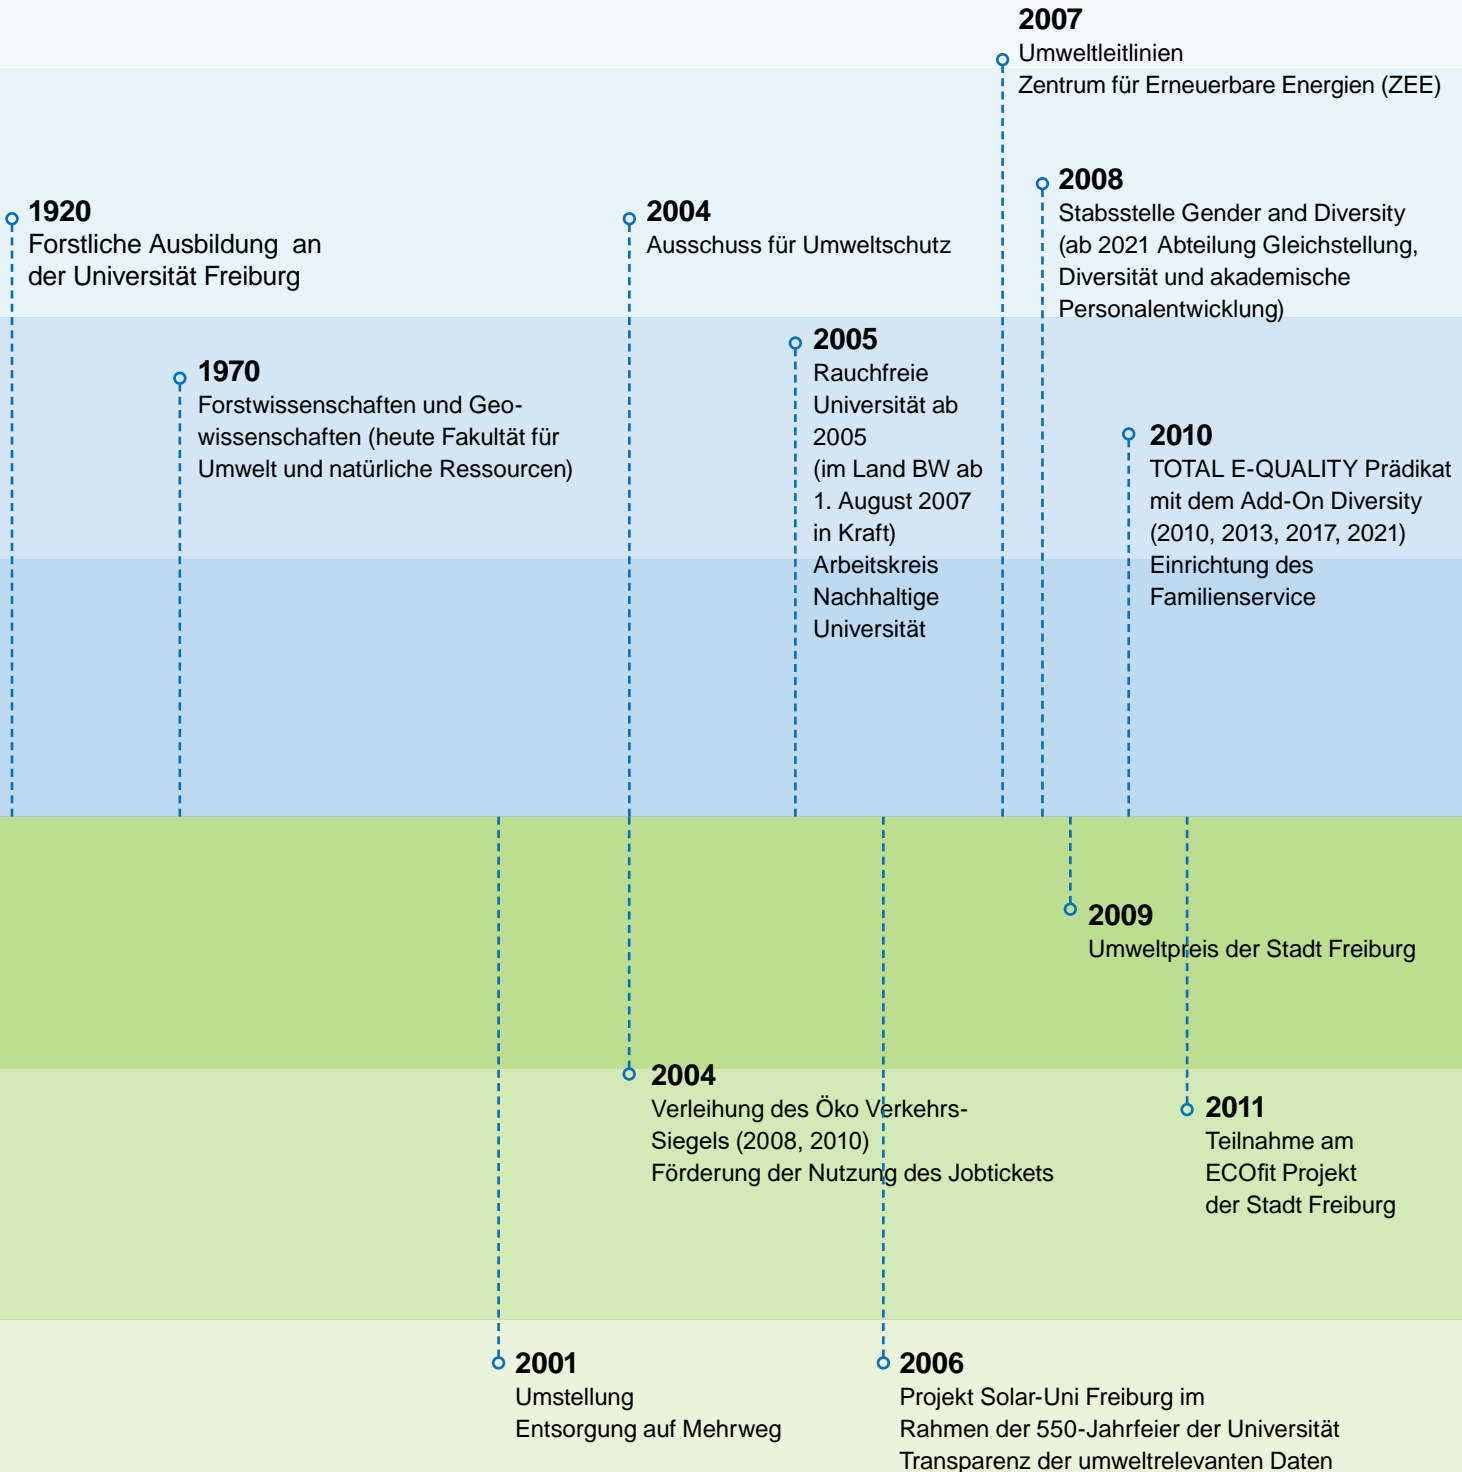 2007
Umweltleitlinien
Zentrum für Erneuerbare Energien (ZEE)
1920
Forstliche Ausbildung an
der Universität Freiburg
2004
Ausschuss für Umweltschutz
2008
Stabsstelle Gender and Diversity
(ab 2021 Abteilung Gleichstellung,
Diversität und akademische
Personalentwicklung)
1970
Forstwissenschaften und Geo-
wissenschaften (heute Fakultät für
Umwelt und natürliche Ressourcen)
2005
Rauchfreie
Universität ab
2005
(im Land BW ab
1. August 2007
in Kraft)
Arbeitskreis
Nachhaltige
Universität
2010
TOTAL E-QUALITY Prädikat
mit dem Add-On Diversity
(2010, 2013, 2017, 2021)
Einrichtung des
Familienservice
2009
Umweltpreis der Stadt Freiburg
2004
Verleihung des Öko Verkehrs-
Siegels (2008, 2010)
Förderung der Nutzung des Jobtickets
2011
Teilnahme am
ECOfit Projekt
der Stadt Freiburg
2001
Umstellung
Entsorgung auf Mehrweg
2006
Projekt Solar-Uni Freiburg im
Rahmen der 550-Jahrfeier der Universität
Transparenz der umweltrelevanten Daten